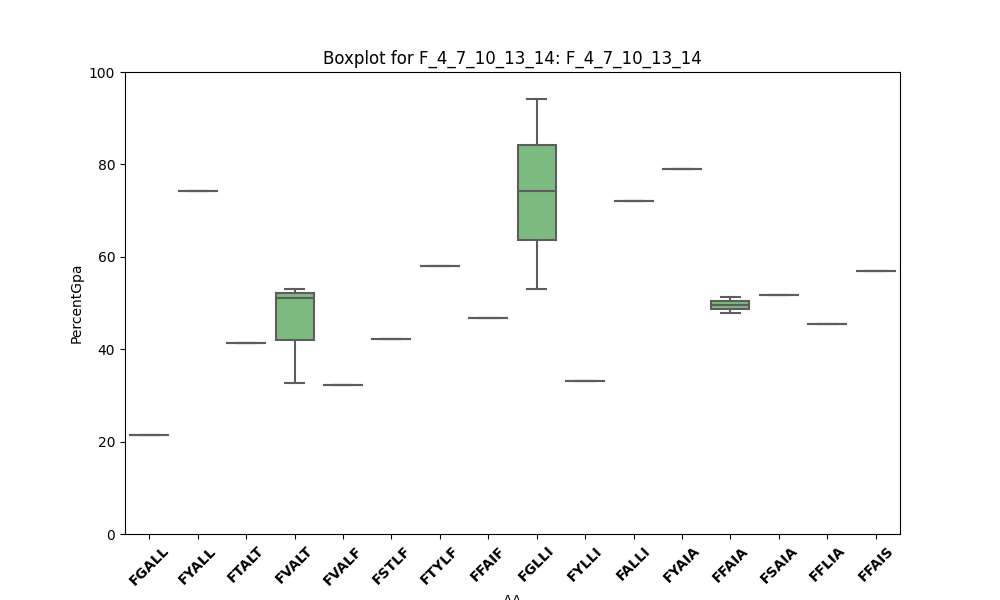 Boxplot for F_4_7_10_13_14: F_4_7_10_13_14
PercentGpa
100
80
60
40
20
0
FGALL
FYALL
FTALT
FVALT
FVALF
FSTLF
FTYLF
FFAIF
FGLLI
FYLLI
FALLI
FYAIA
FFAIA
FSAIA
FFLIA
FFAIS
AA